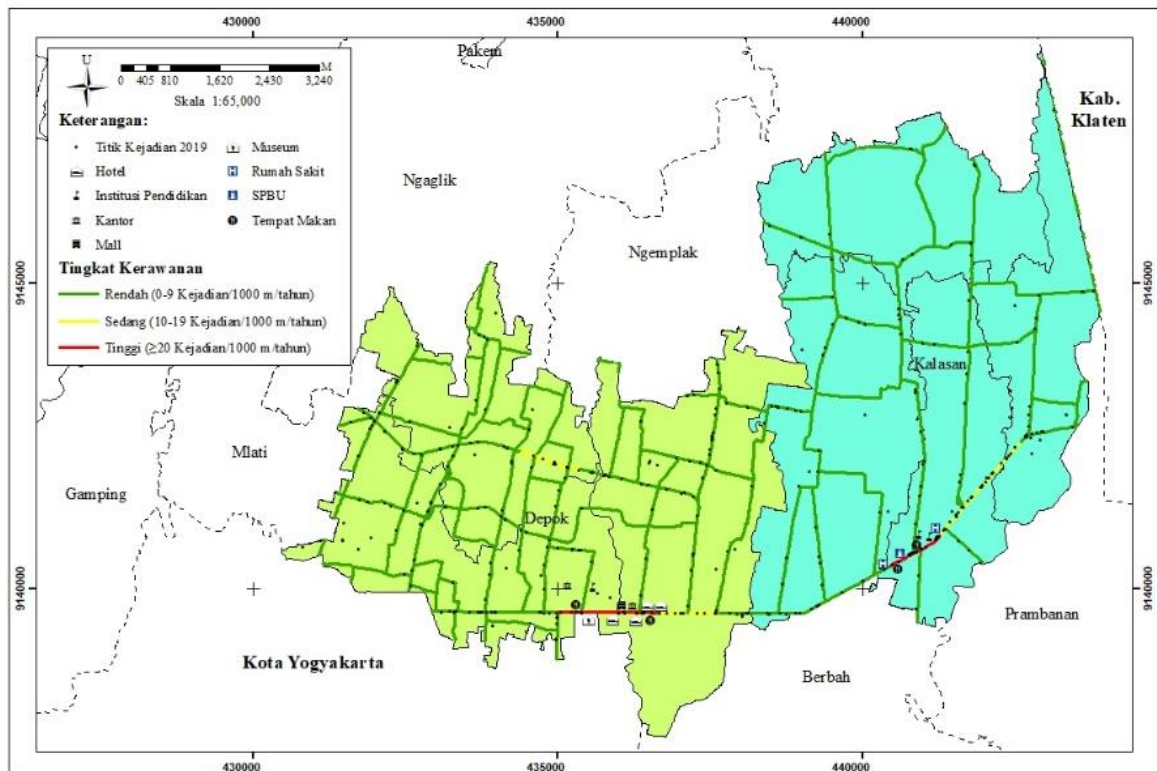 430000
435000
440000
Pakem
U
M
0 405 810 1,620 2,430 3,240
Skala 1:65,000
Keterangan:
Titik Kejadian 2019
Museum
Hotel
Rumah Sakit
Institusi Pendidikan
SPBU
Kantor
Tempat Makan
Mall
Tingkat Kerawanan
Rendah (0-9 Kejadian/1000 m/tahun)
Sedang (10-19 Kejadian/1000 m/tahun)
Tinggi (≥20 Kejadian/1000 m/tahun)
Kab.
Klaten
Ngaglik
Ngemplak
9145000
9145000
Kalasan
Mlati
Gamping
Depok
9140000
9140000
Prambanan
Kota Yogyakarta
Berbah
430000
435000
440000